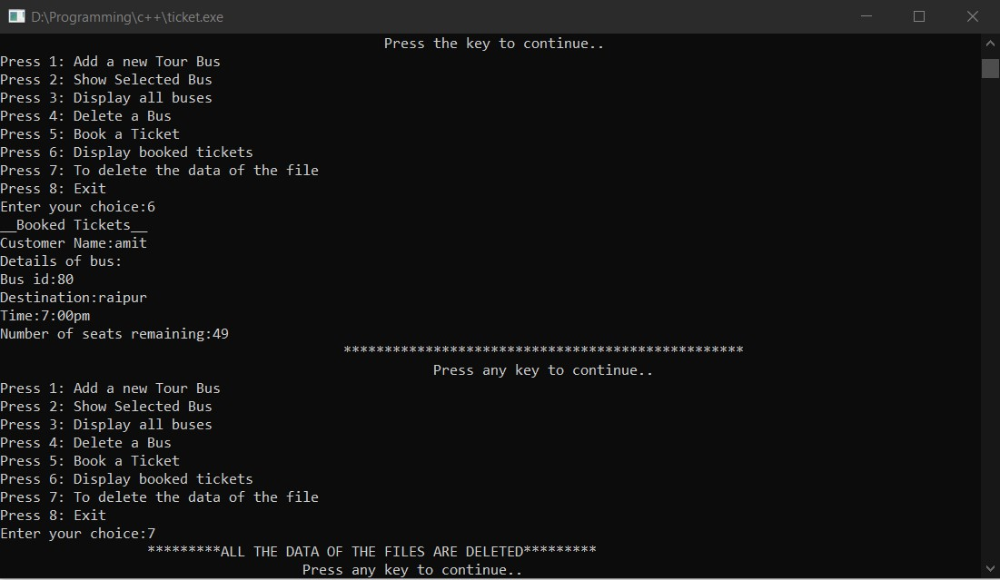 D:\Programming\c++\ticket.exe
Press the key to continue..
Press 1: Add a new Tour Bus
Press 2: Show Selected Bus
Press 3: Display all buses
Press 4: Delete a Bus
Press 5: Book a Ticket
Press 6: Display booked tickets
Press 7: To delete the data of the file
Press 8: Exit
Enter your choice:6
__Booked Tickets__
Customer Name:amit
Details of bus:
Bus id:80
Destination:raipur
Time:7:00pm
Number of seats remaining:49
*************************************************
Press any key to continue..
Press 1: Add a new Tour Bus
Press 2: Show Selected Bus
Press 3: Display all buses
Press 4: Delete a Bus
Press 5: Book a Ticket
Press 6: Display booked tickets
Press 7: To delete the data of the file
Press 8: Exit
Enter your choice:7
*********ALL THE DATA OF THE FILES ARE DELETED*********
Press any key to continue..